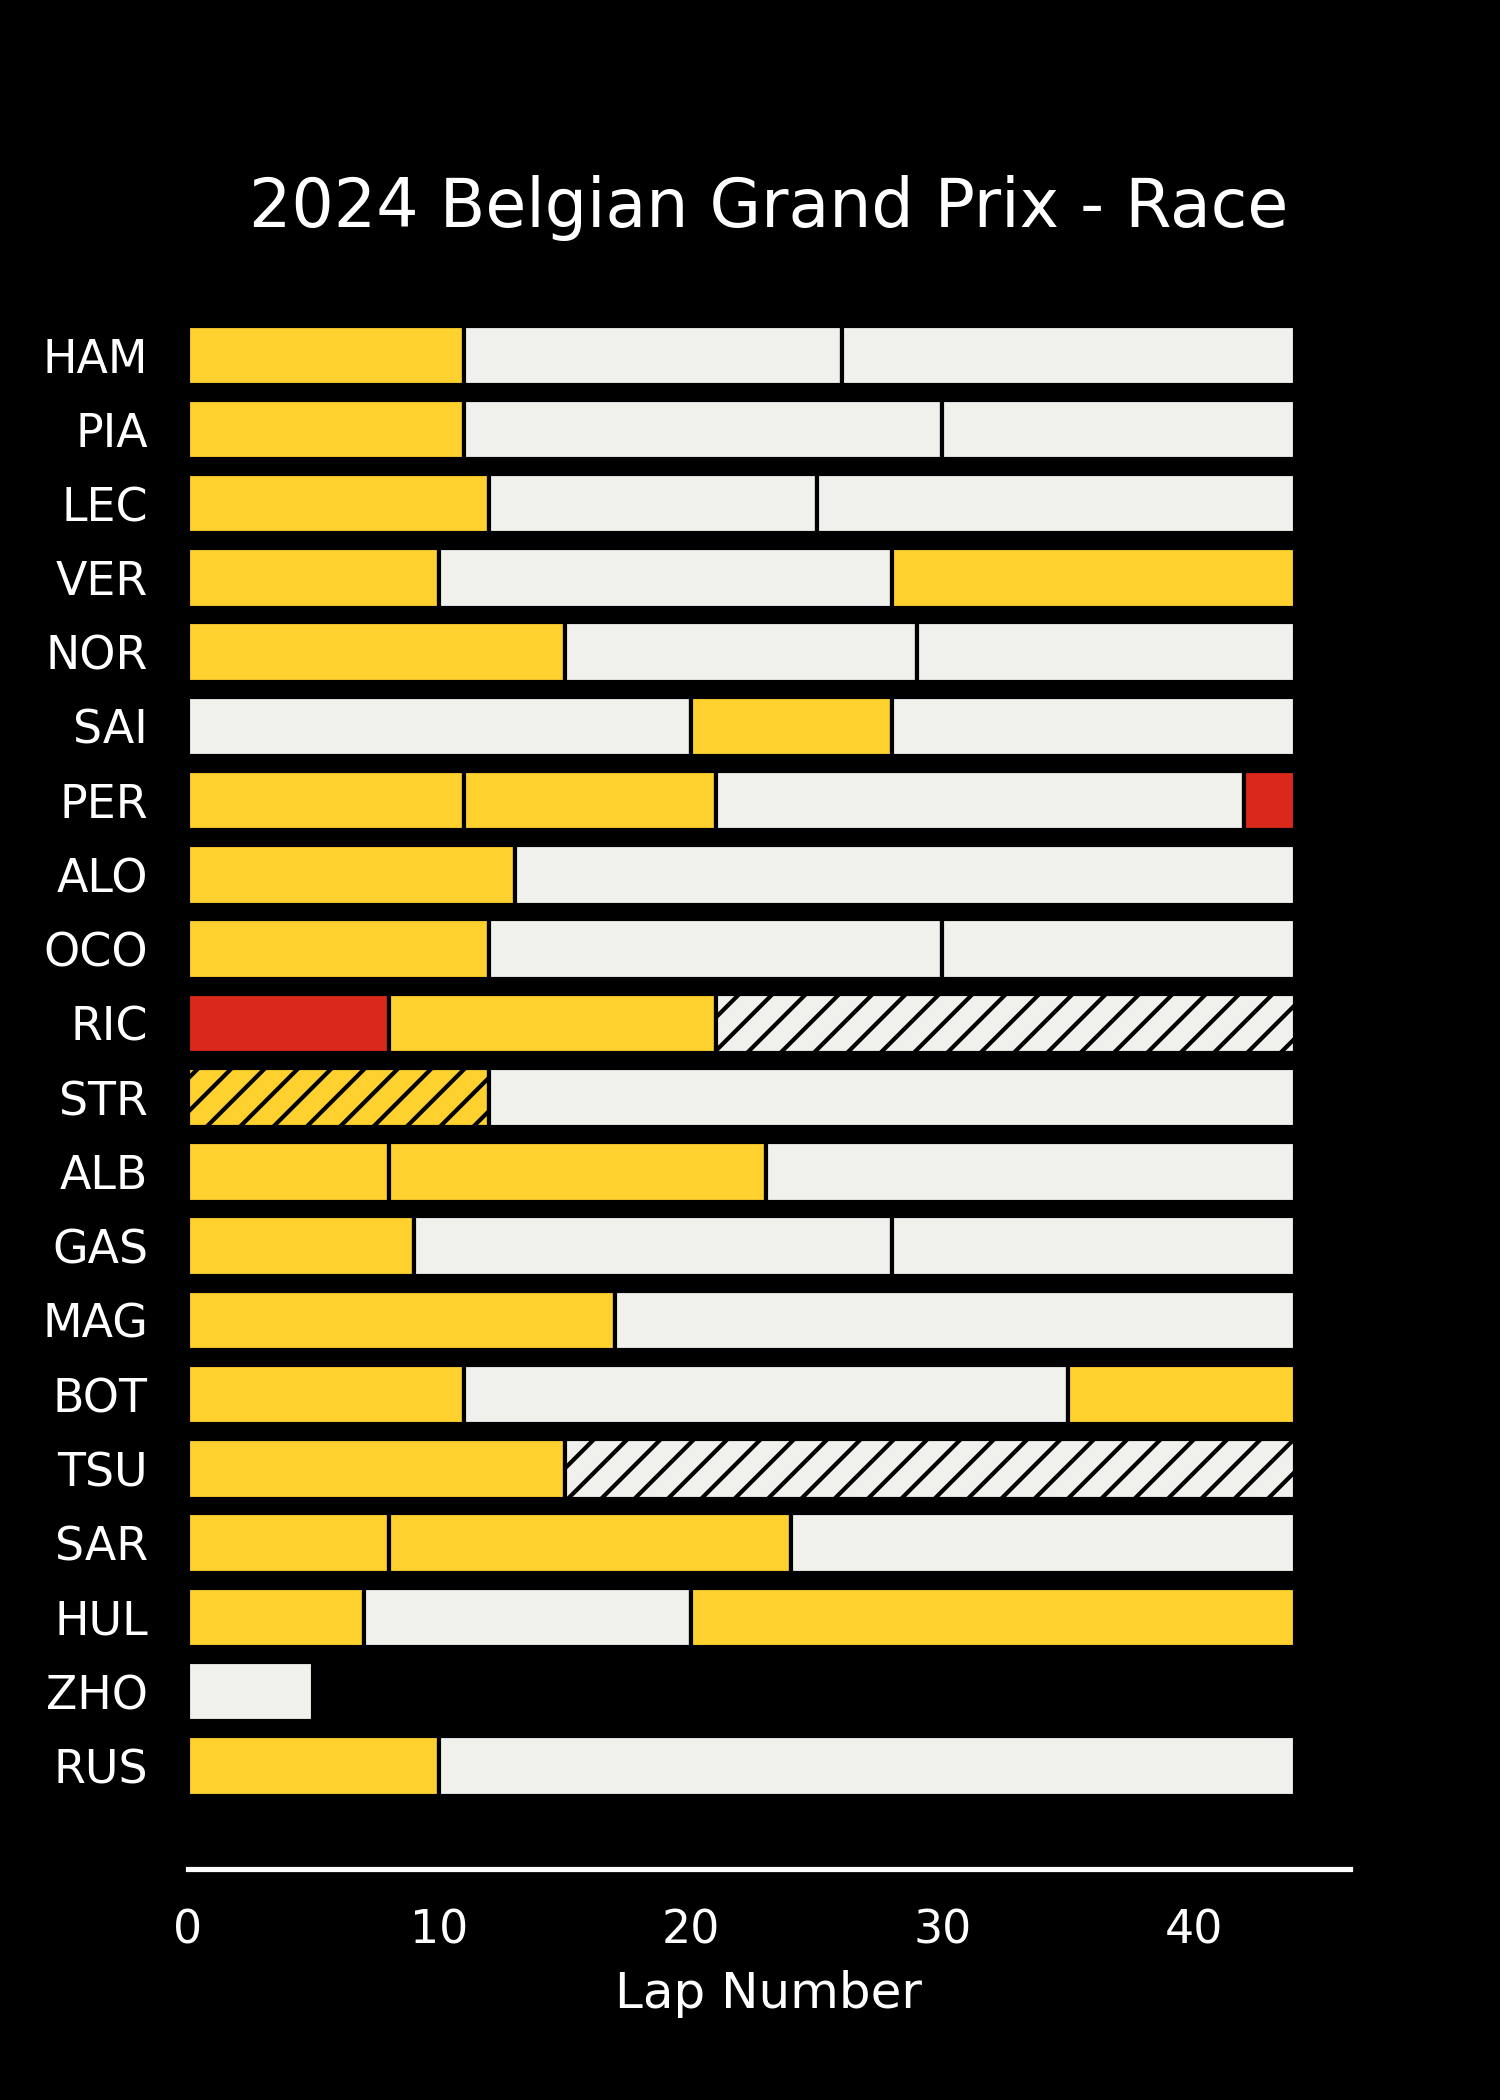 2024 Belgian Grand Prix - Race
HAM
PIA
LEC
VER
NOR
SAI
PER
ALO
OCO
RIC
STR
ALB
GAS
MAG
BOT
TSU
SAR
HUL
ZHO
RUS
0 10 20 30 40
Lap Number